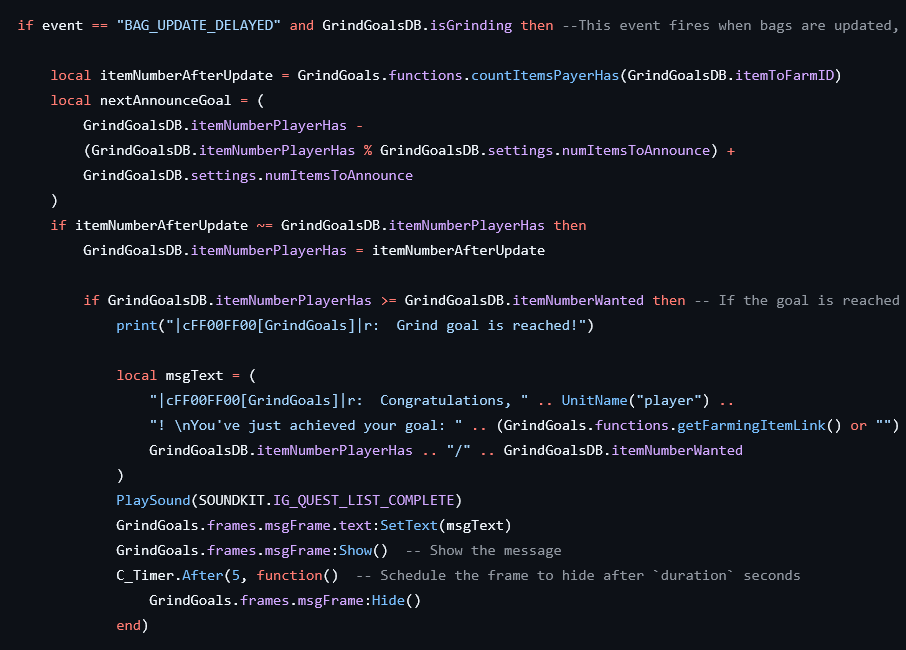 if event == "BAG_UPDATE_DELAYED" and GrindGoalsDB.isGrinding then --This event fires when bags are updated,
local itemNumberAfterUpdate = GrindGoals.functions.countItemsPayerHas(GrindGoalsDB.itemToFarmID)
local nextAnnounceGoal = (
GrindGoalsDB.itemNumberPlayerHas -
(GrindGoalsDB.itemNumberPlayerHas % GrindGoalsDB.settings.numItemsToAnnounce) +
GrindGoalsDB.settings.numItemsToAnnounce
)
if itemNumberAfterUpdate ~= GrindGoalsDB.itemNumberPlayerHas then
GrindGoalsDB.itemNumberPlayerHas = itemNumberAfterUpdate
if GrindGoalsDB.itemNumberPlayerHas >= GrindGoalsDB.itemNumberWanted then -- If the goal is reached
print("|cFF00FF00[GrindGoals]|r:  Grind goal is reached!")
local msgText = (
"|cFF00FF00[GrindGoals]|r:  Congratulations, " .. UnitName("player") ..
"! \nYou've just achieved your goal: " .. (GrindGoals.functions.getFarmingItemLink() or "")
GrindGoalsDB.itemNumberPlayerHas .. "/" .. GrindGoalsDB.itemNumberWanted
)
PlaySound(SOUNDKIT.IG_QUEST_LIST_COMPLETE)
GrindGoals.frames.msgFrame.text:SetText(msgText)
GrindGoals.frames.msgFrame:Show()  -- Show the message
C_Timer.After(5, function()  -- Schedule the frame to hide after `duration` seconds
GrindGoals.frames.msgFrame:Hide()
end)